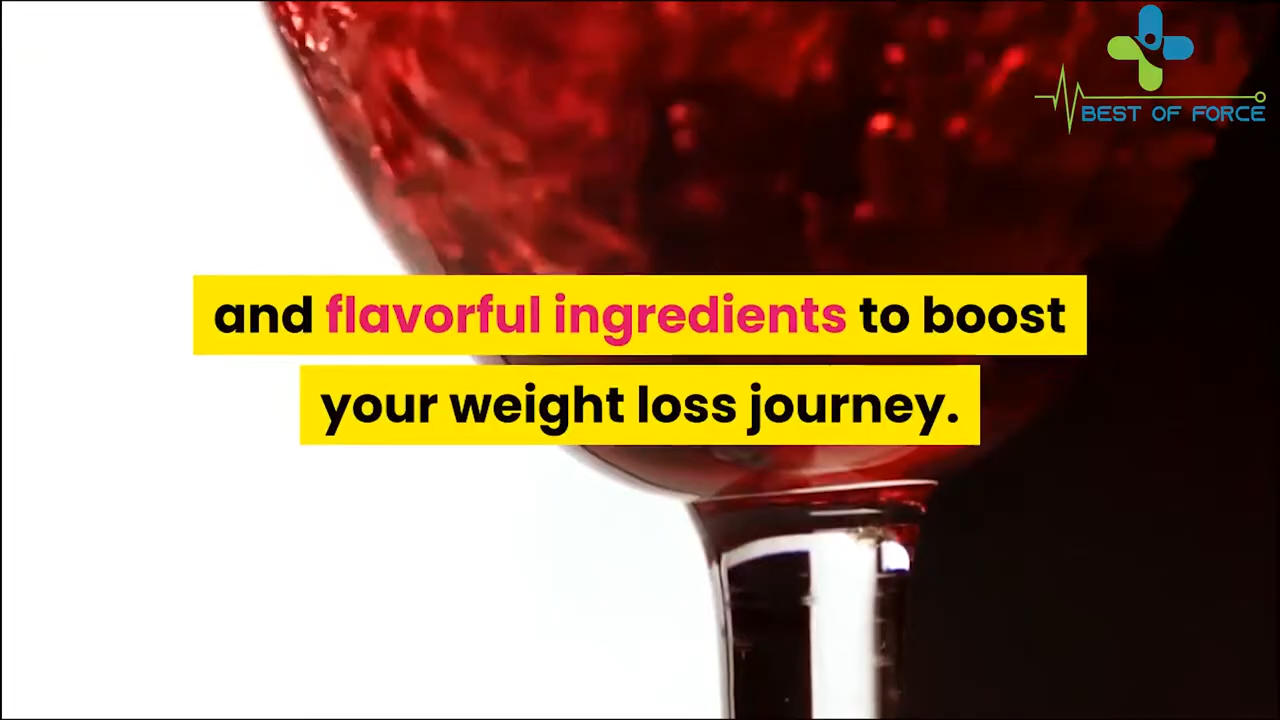 BEST OF FORCE
and flavorful ingredients to boost
your weight loss journey.